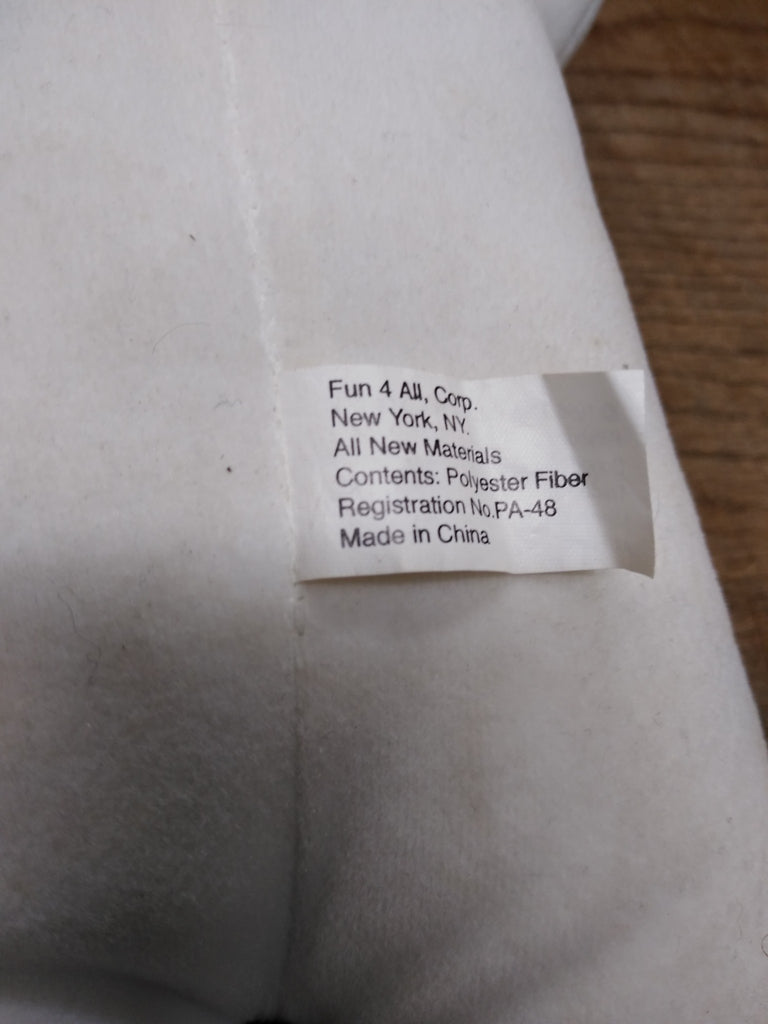 Fun 4 All, Corp.
New York, NY.
All New Materials
Contents: Polyester Fiber
Registration No.PA-48
Made in China